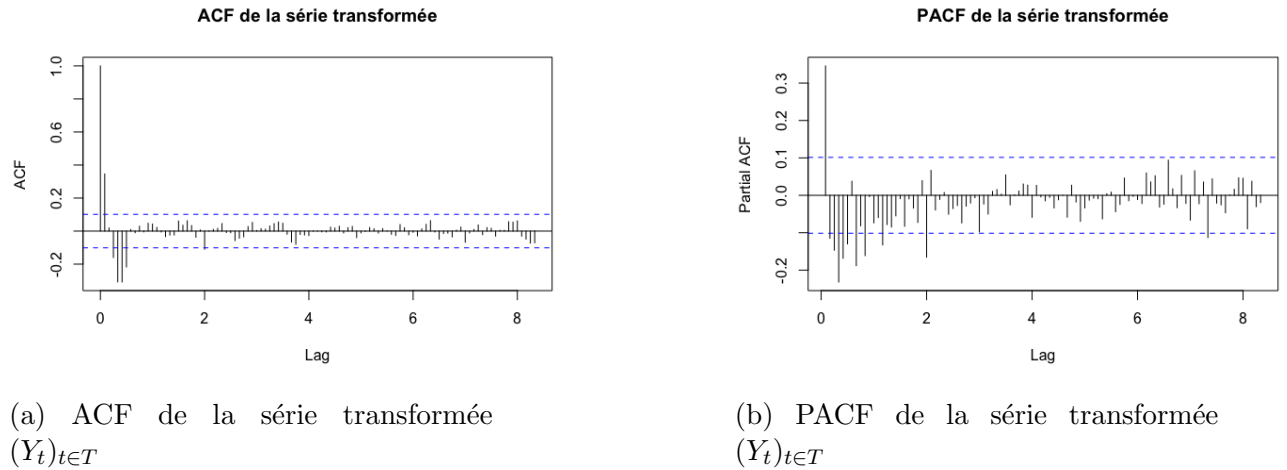 ACF de la série transformée
1.0
0.6
0.2
-0.2
ACF
0 2 4 6 8
Lag
(a) ACF de la série transformée
(Y_t)_{t∈T}
PACF de la série transformée
0.3
0.2
0.1
0.0
-0.2
Partial ACF
0 2 4 6 8
Lag
(b) PACF de la série transformée
(Y_t)_{t∈T}